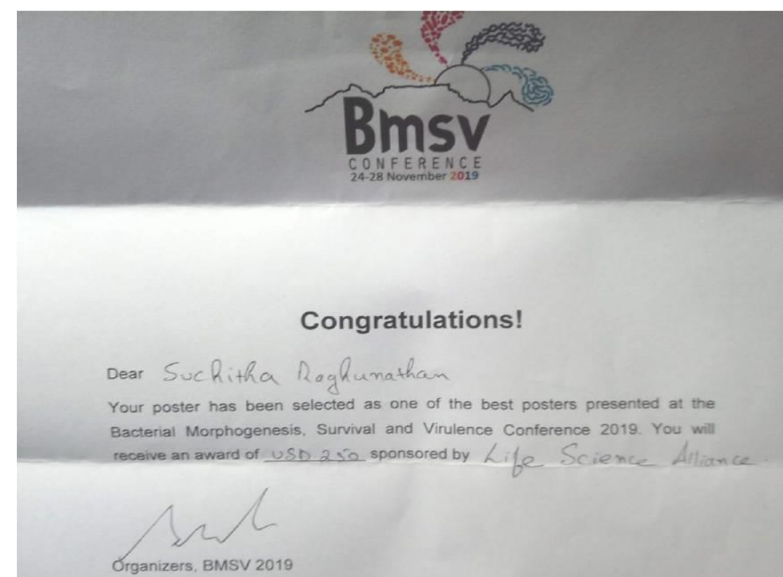 Bmsv
CONFERENCE
24-28 November 2019
Congratulations!
Dear Suchitha Raghunathan
Your poster has been selected as one of the best posters presented at the
Bacterial Morphogenesis, Survival and Virulence Conference 2019. You will
receive an award of USD 250 sponsored by Life Science Alliance.
Organizers, BMSV 2019